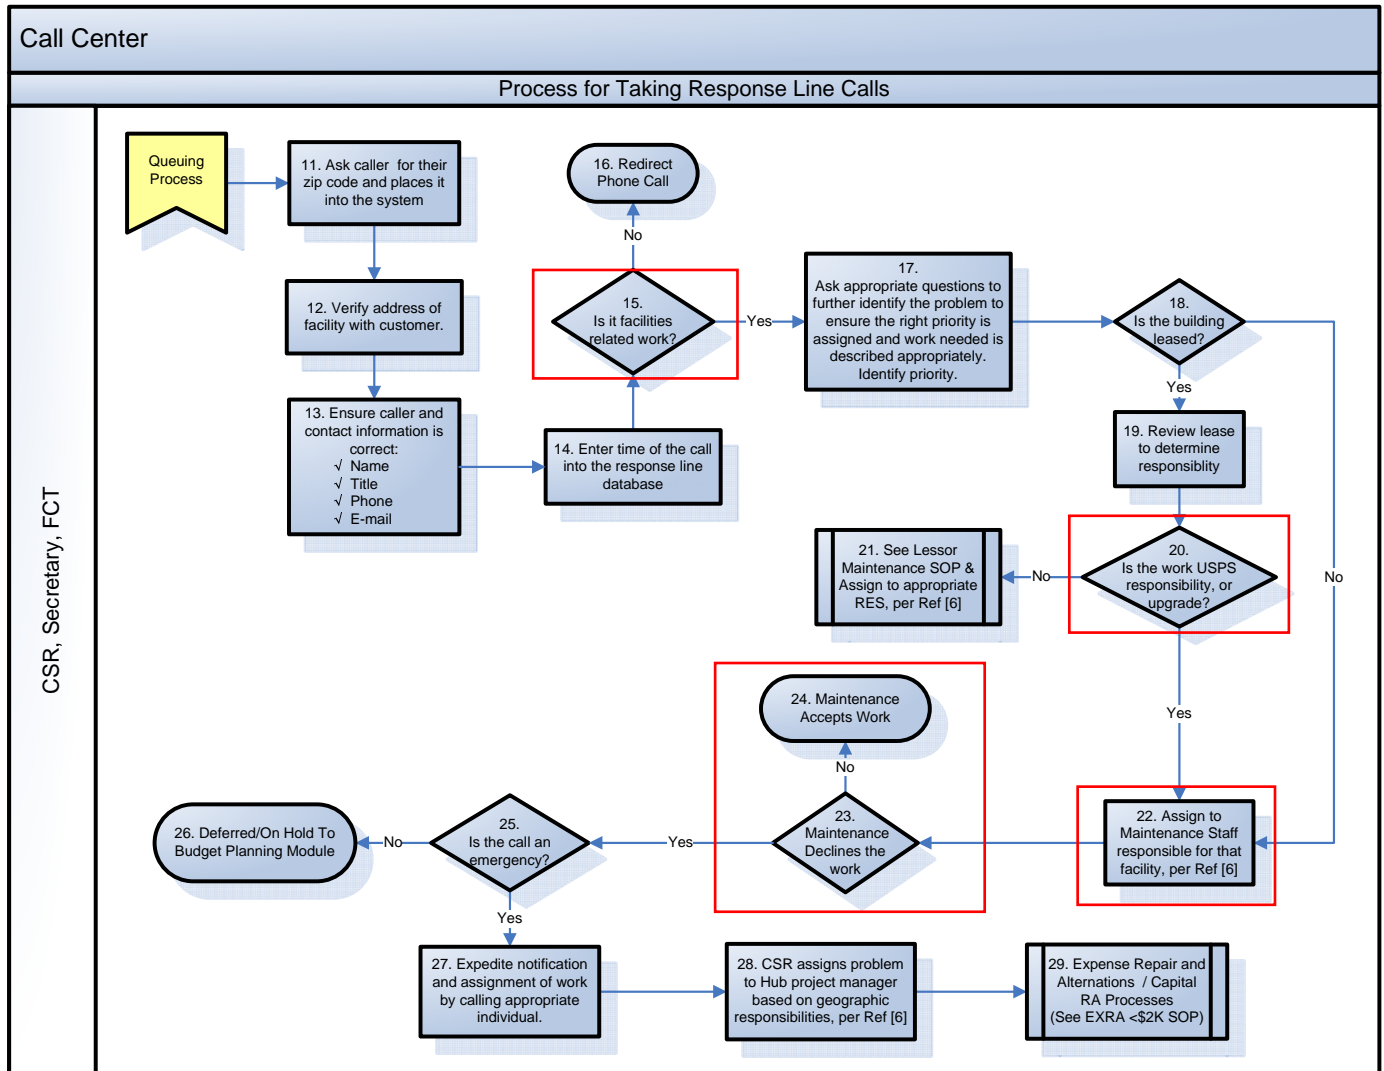 Call Center
Process for Taking Response Line Calls
CSR, Secretary, FCT
Queuing
Process
11. Ask caller for their
zip code and places it
into the system
12. Verify address of
facility with customer.
13. Ensure caller and
contact information is
correct:
√ Name
√ Title
√ Phone
√ E-mail
14. Enter time of the call
into the response line
database
15.
Is it facilities
related work?
No
16. Redirect
Phone Call
Yes
17.
Ask appropriate questions to
further identify the problem to
ensure the right priority is
assigned and work needed is
described appropriately.
Identify priority.
18.
Is the building
leased?
No
Yes
19. Review lease
to determine
responsiblity
20.
Is the work USPS
responsibility, or
upgrade?
No
21. See Lessor
Maintenance SOP &
Assign to appropriate
RES, per Ref [6]
Yes
22. Assign to
Maintenance Staff
responsible for that
facility, per Ref [6]
23.
Maintenance
Declines the
work
No
24. Maintenance
Accepts Work
Yes
25.
Is the call an
emergency?
No
26. Deferred/On Hold To
Budget Planning Module
Yes
27. Expedite notification
and assignment of work
by calling appropriate
individual.
28. CSR assigns problem
to Hub project manager
based on geographic
responsibilities, per Ref [6]
29. Expense Repair and
Alternations / Capital
RA Processes
(See EXRA <$2K SOP)